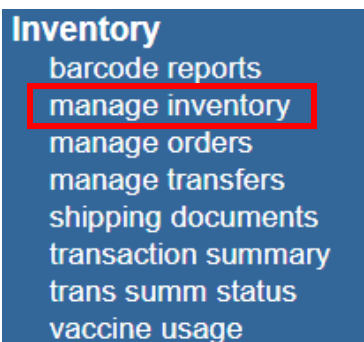 Inventory
barcode reports
manage inventory
manage orders
manage transfers
shipping documents
transaction summary
trans summ status
vaccine usage